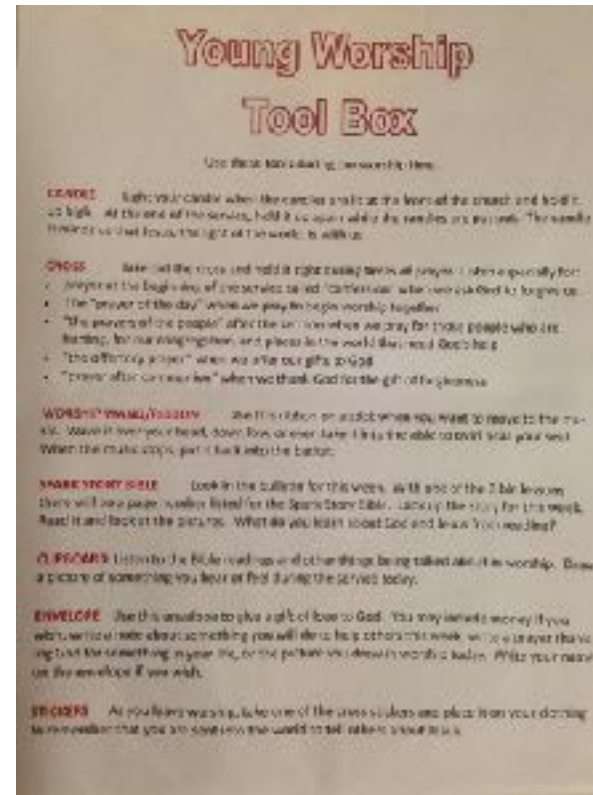 Young Worship
Tool Box
Use these tools during the worship time.
CANDLE Light your candle when the candles are lit at the front of the church and hold it
up high. At the end of the service, hold it up again while the candles are put out. The candle
reminds us that Jesus, the light of the world is with us.
CROSS Take out the cross and hold it tight during times of prayer. Listen especially for:
• prayer at the beginning of the service called "confession" when we ask God to forgive us.
• The "prayer of the day" when we pray to begin worship together
• "the prayers of the people" after the sermon when we pray for those people who are
hurting, for our congregation, and places in the world that need God's help
• "the offertory prayer" when we offer our gifts to God
• "prayer after communion" when we thank God for the gift of forgiveness
WORSHIP WAND/RIBBON Use this ribbon on a stick when you want to move to the mu-
sic. Wave it over your head, down low, or even take it into the aisle to twirl near your seat.
When the music stops, put it back into the basket.
SPARK STORY BIBLE Look in the bulletin for this week. With one of the Bible lessons
there will be a page number listed for the Spark Story Bible. Look up the story for this week.
Read it and look at the pictures. What do you learn about God and Jesus from reading?
CLIPBOARD Listen to the Bible readings and other things being talked about in worship. Draw
a picture of something you hear or feel during the service today.
ENVELOPE Use this envelope to give a gift of love to God. You may include money if you
wish, write a note about something you will do to help others this week, write a prayer thank-
ing God for something in your life, or the picture you drew in worship today. Write your name
on the envelope if you wish.
STICKERS As you leave worship, take one of the cross stickers and place it on your clothing
to remember that you are sent into the world to tell others about Jesus.